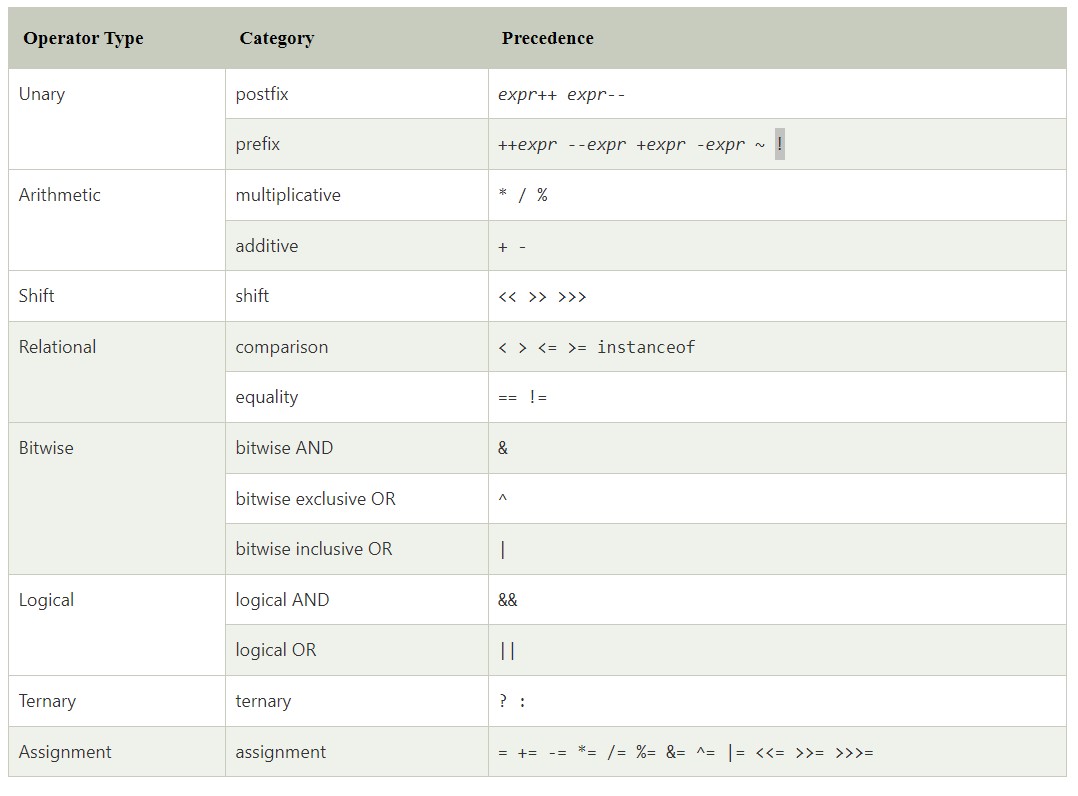 Operator Type Category Precedence
Unary postfix expr++ expr--
prefix ++expr --expr +expr -expr ~ !
Arithmetic multiplicative * / %
additive + -
Shift shift << >> >>>
Relational comparison < > <= >= instanceof
equality == !=
Bitwise bitwise AND &
bitwise exclusive OR ^
bitwise inclusive OR |
Logical logical AND &&
logical OR ||
Ternary ternary ? :
Assignment assignment = += -= *= /= %= &= ^= |= <<= >>= >>>=